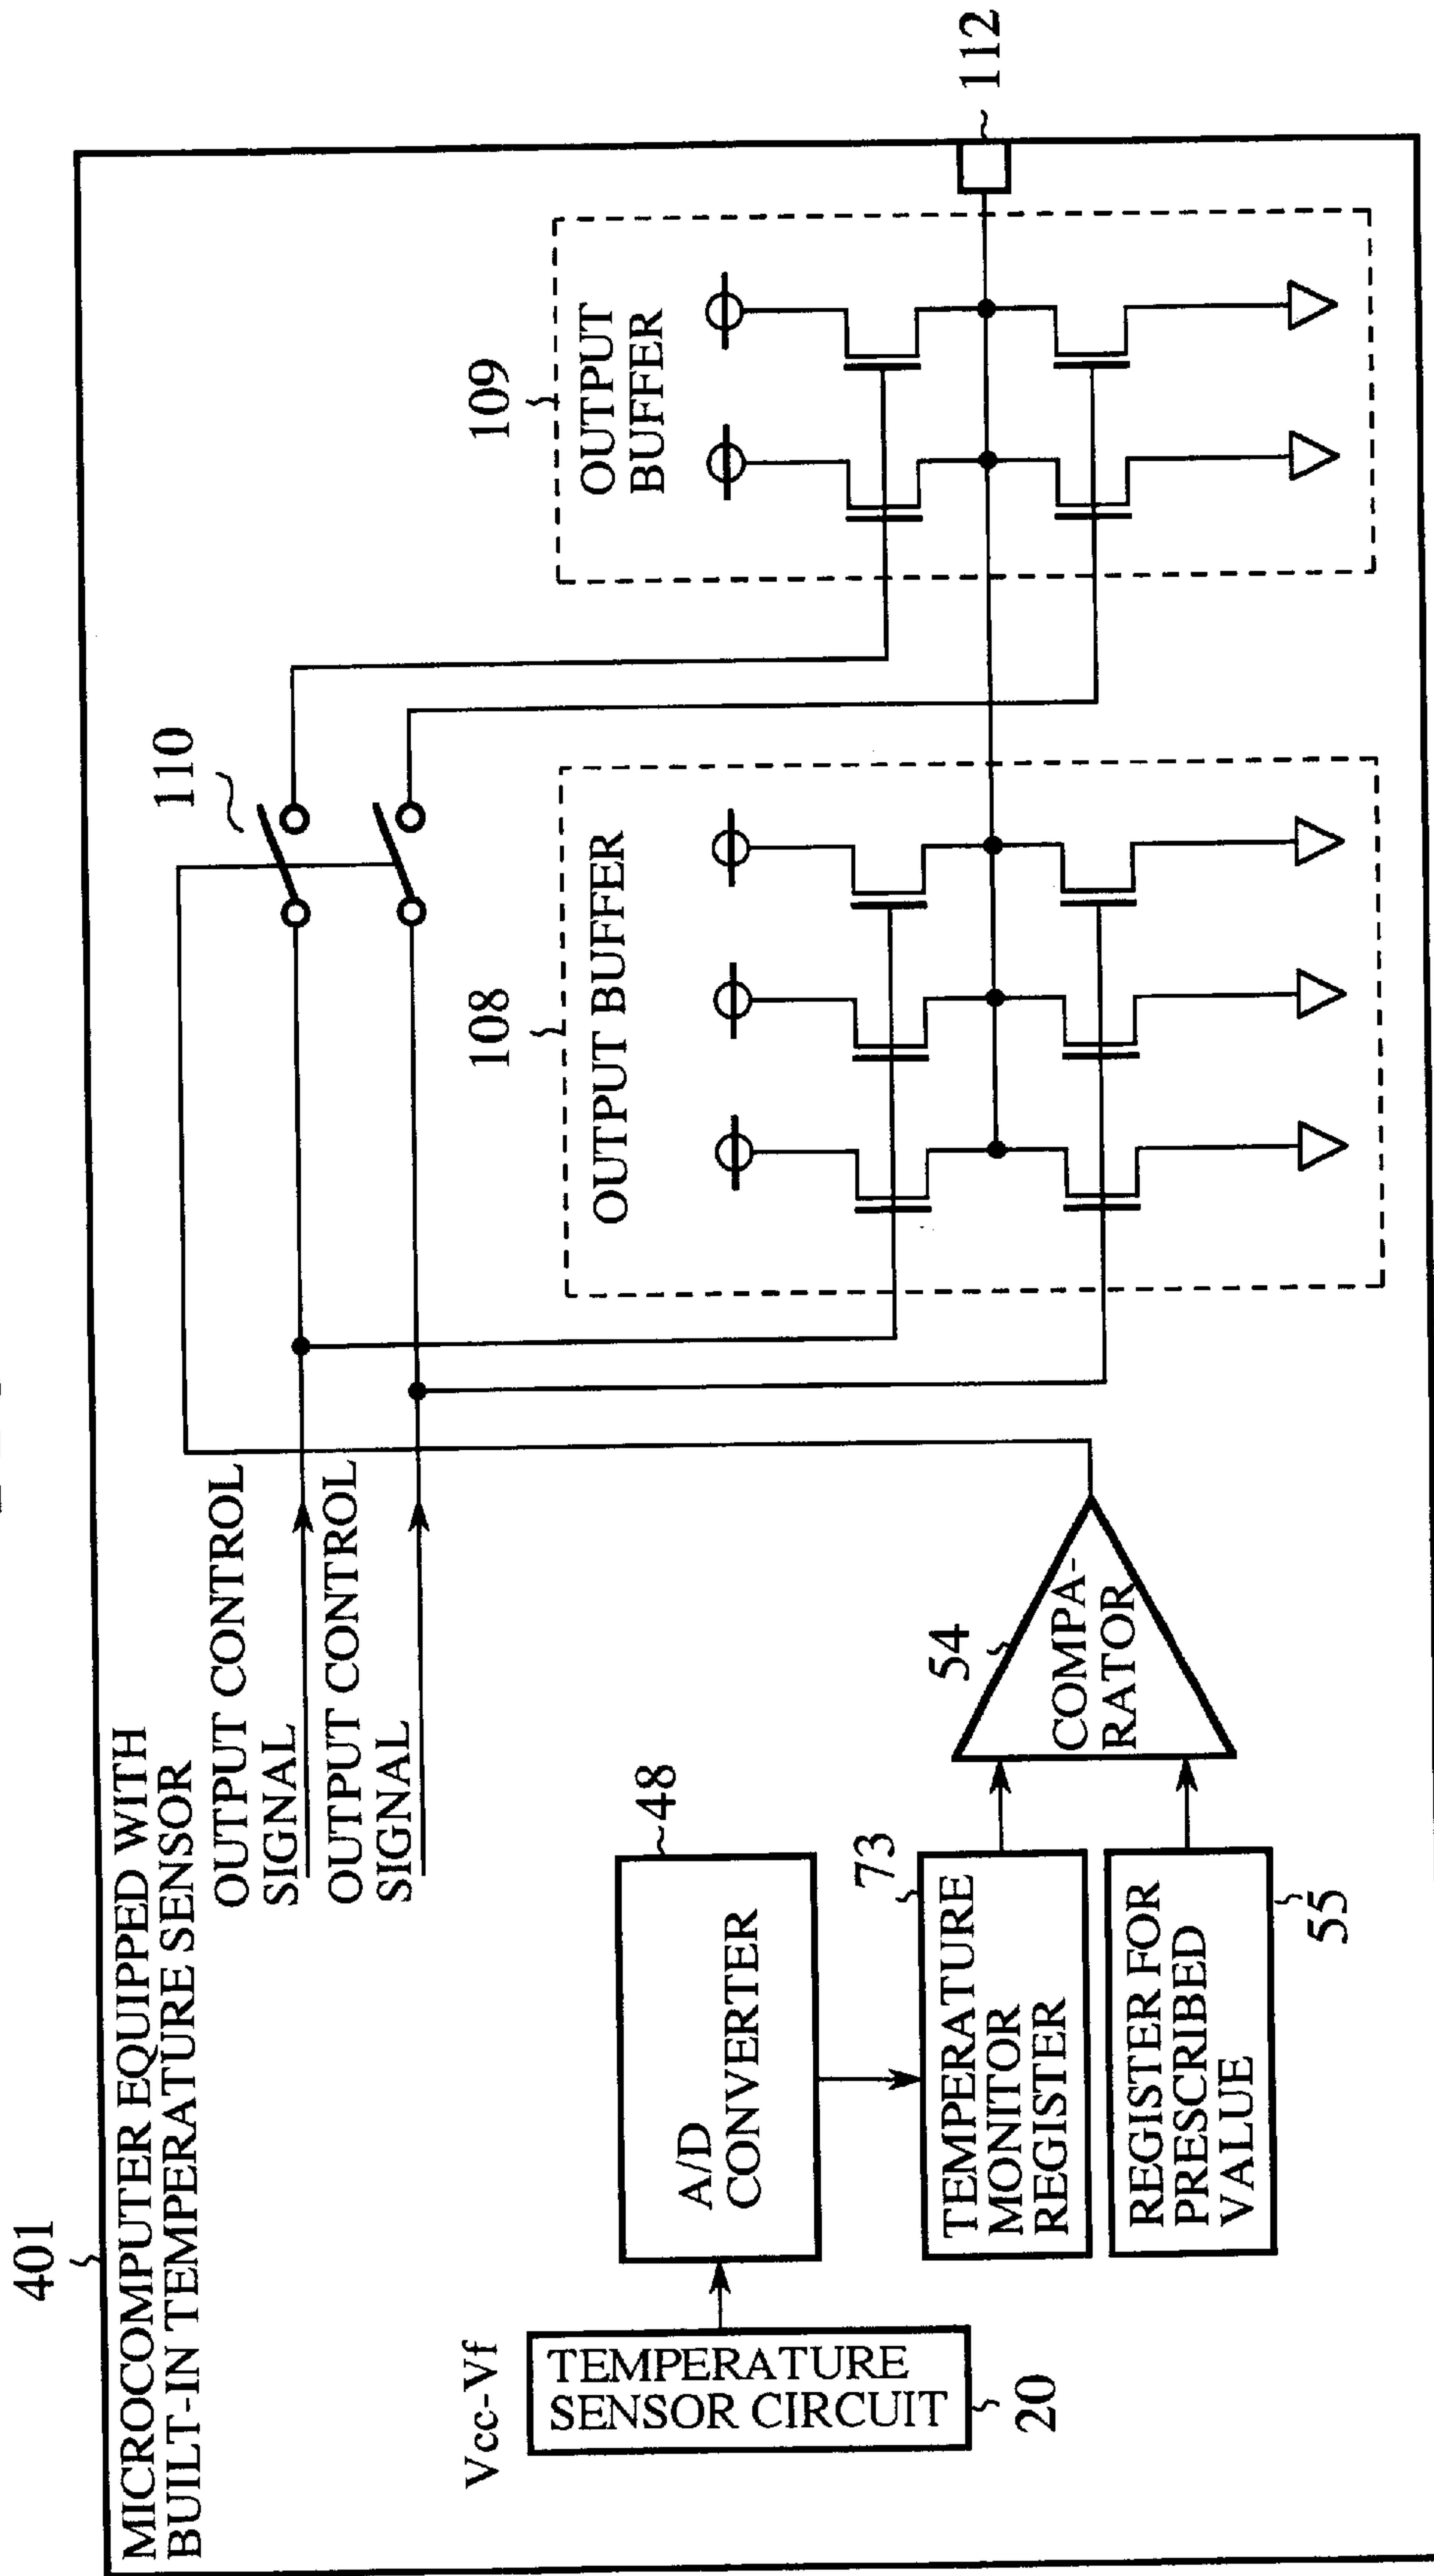 401
MICROCOMPUTER EQUIPPED WITH
BUILT-IN TEMPERATURE SENSOR
OUTPUT CONTROL
SIGNAL
OUTPUT CONTROL
SIGNAL
110
108
OUTPUT BUFFER
109
OUTPUT
BUFFER
112
Vcc-Vf
TEMPERATURE
SENSOR CIRCUIT
20
48
A/D
CONVERTER
73
TEMPERATURE
MONITOR
REGISTER
REGISTER FOR
PRESCRIBED
VALUE
55
54
COMPA-
RATOR